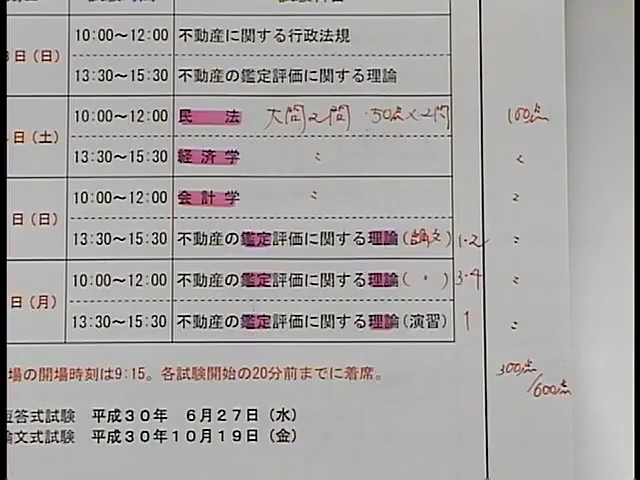 日（日） 10:00～12:00 不動産に関する行政法規
13:30～15:30 不動産の鑑定評価に関する理論
日（土） 10:00～12:00 民 法 大問2問 50点×2問 100点
13:30～15:30 経 済 学 〃 〃
日（日） 10:00～12:00 会 計 学 〃 〃
13:30～15:30 不動産の鑑定評価に関する理論（論文） 1・2 〃
日（月） 10:00～12:00 不動産の鑑定評価に関する理論（ 〃 ） 3・4 〃
13:30～15:30 不動産の鑑定評価に関する理論（演習） 1 〃
場の開場時刻は9:15。各試験開始の20分前までに着席。
300点/600点
短答式試験 平成３０年 ６月２７日（水）
論文式試験 平成３０年１０月１９日（金）